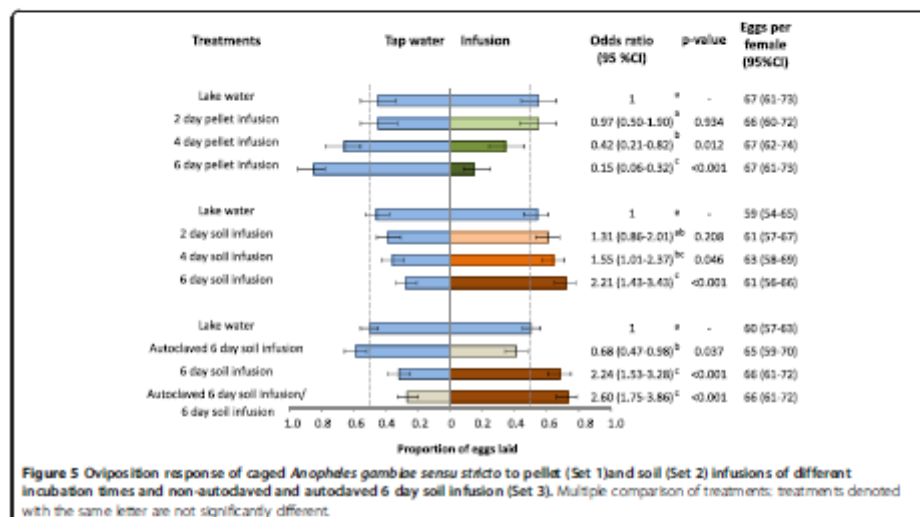 Treatments Tap water Infusion Odds ratio (95 %CI) p-value Eggs per female (95%CI)
Lake water 1 a - 67 (61-73)
2 day pellet infusion 0.97 (0.50-1.90) a 0.934 66 (60-72)
4 day pellet infusion 0.42 (0.21-0.82) b 0.012 67 (62-74)
6 day pellet infusion 0.15 (0.06-0.32) c <0.001 67 (61-73)
Lake water 1 a - 59 (54-65)
2 day soil infusion 1.31 (0.86-2.01) ab 0.208 61 (57-67)
4 day soil infusion 1.55 (1.01-2.37) bc 0.046 63 (58-69)
6 day soil infusion 2.21 (1.43-3.43) c <0.001 61 (56-66)
Lake water 1 a - 60 (57-63)
Autoclaved 6 day soil infusion 0.68 (0.47-0.98) b 0.037 65 (59-70)
6 day soil infusion 2.24 (1.53-3.28) c <0.001 66 (61-72)
Autoclaved 6 day soil infusion/ 2.60 (1.75-3.86) c <0.001 66 (61-72)
6 day soil infusion
1.0 0.8 0.6 0.4 0.2 0 0.2 0.4 0.6 0.8 1.0
Proportion of eggs laid
Figure 5 Oviposition response of caged Anopheles gambiae sensu stricto to pellet (Set 1)and soil (Set 2) infusions of different
incubation times and non-autoclaved and autoclaved 6 day soil infusion (Set 3). Multiple comparison of treatments: treatments denoted
with the same letter are not significantly different.